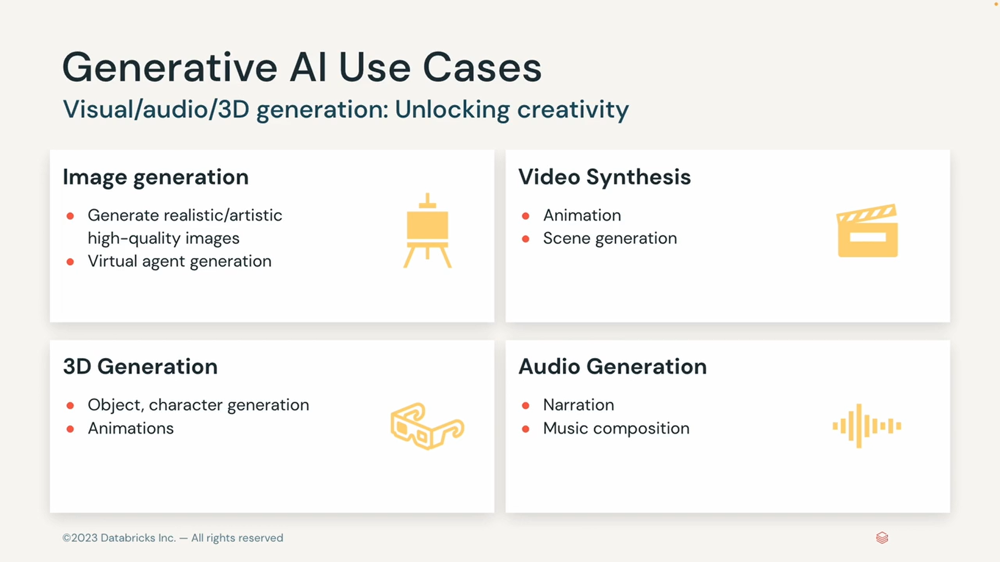 Generative AI Use Cases
Visual/audio/3D generation: Unlocking creativity
Image generation
Generate realistic/artistic
high-quality images
Virtual agent generation
Video Synthesis
Animation
Scene generation
3D Generation
Object, character generation
Animations
Audio Generation
Narration
Music composition
©2023 Databricks Inc. — All rights reserved